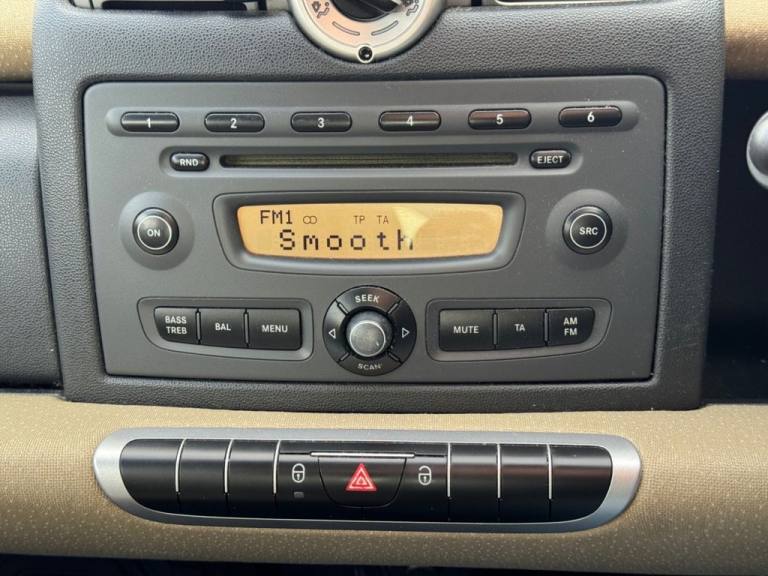 1 2 3 4 5 6
RND EJECT
FM1 TP TA
Smooth
ON SRC
SEEK
BASS TREB BAL MENU MUTE TA AM FM
SCAN